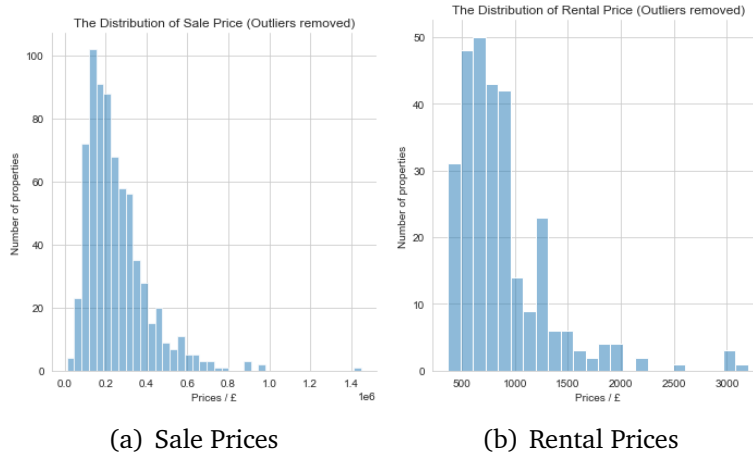 The Distribution of Sale Price (Outliers removed)
100
80
60
40
20
0
Number of properties
0.0 0.2 0.4 0.6 0.8 1.0 1.2 1.4
1e6
Prices / £
(a) Sale Prices
The Distribution of Rental Price (Outliers removed)
50
40
30
20
10
0
Number of properties
500 1000 1500 2000 2500 3000
Prices / £
(b) Rental Prices